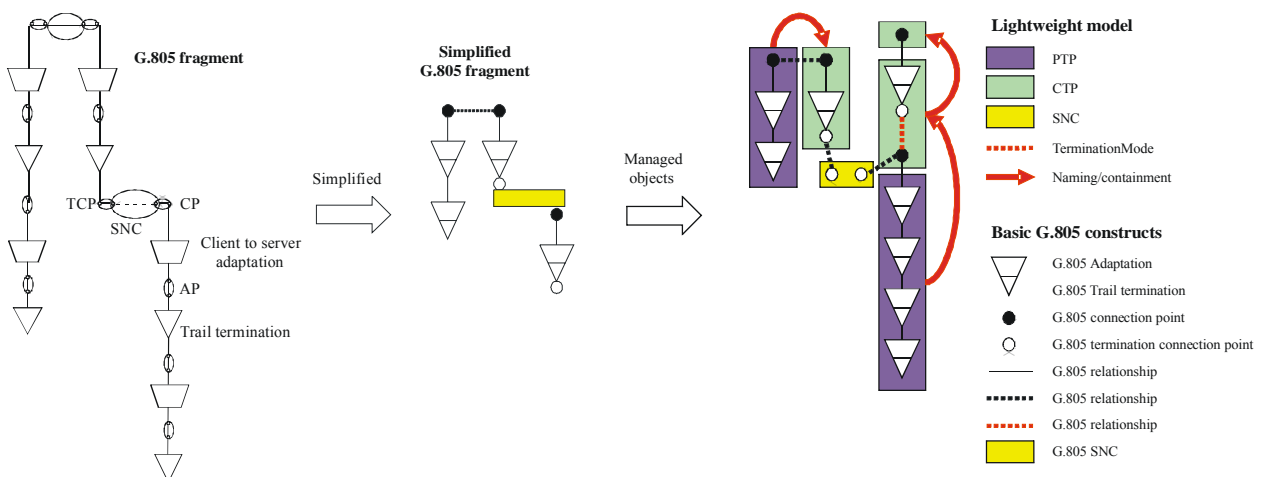 G.805 fragment
TCP
CP
SNC
Client to server
adaptation
AP
Trail termination
Simplified
Simplified
G.805 fragment
Managed
objects
Lightweight model
PTP
CTP
SNC
TerminationMode
Naming/containment
Basic G.805 constructs
G.805 Adaptation
G.805 Trail termination
G.805 connection point
G.805 termination connection point
G.805 relationship
G.805 relationship
G.805 relationship
G.805 SNC